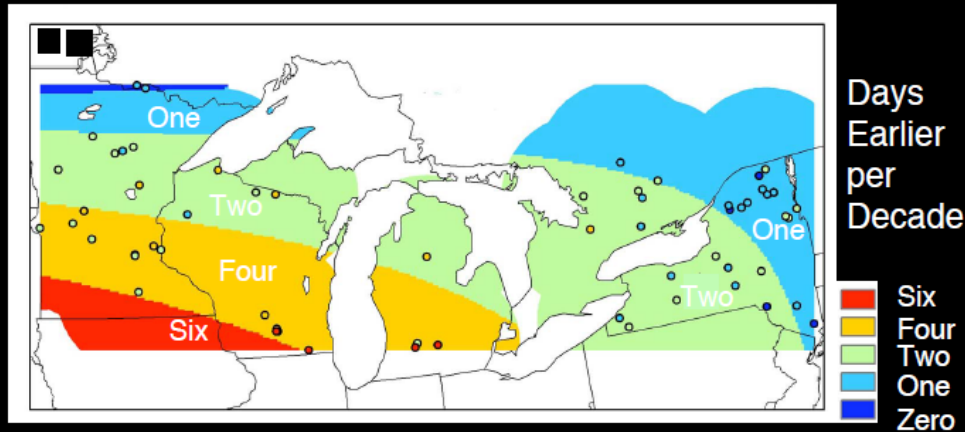 Days
Earlier
per
Decade
One
Two
One
Four
Two
Six
Six
Four
Two
One
Zero